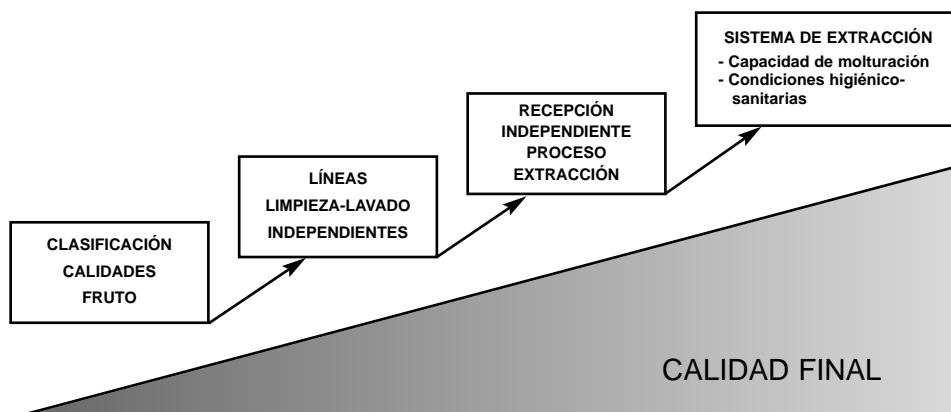 CLASIFICACIÓN
CALIDADES
FRUTO
LÍNEAS
LIMPIEZA-LAVADO
INDEPENDIENTES
RECEPCIÓN
INDEPENDIENTE
PROCESO
EXTRACCIÓN
SISTEMA DE EXTRACCIÓN
- Capacidad de molturación
- Condiciones higiénico-
sanitarias
CALIDAD FINAL